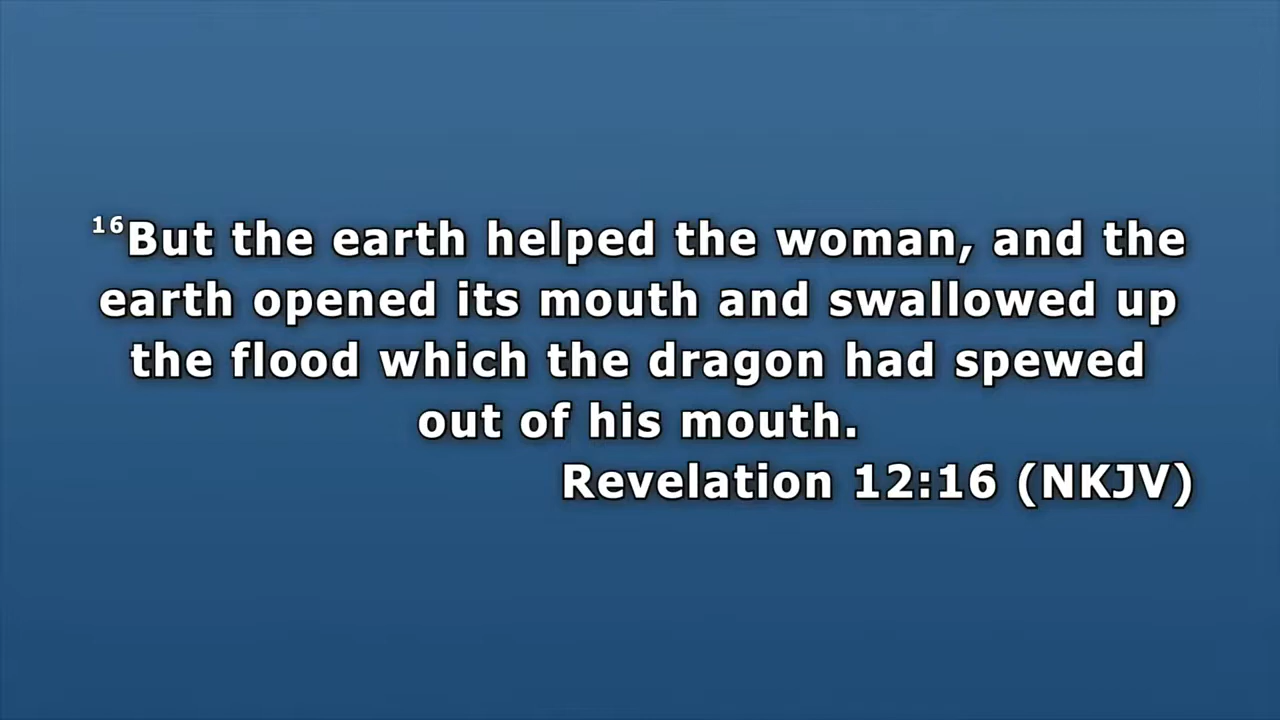 16But the earth helped the woman, and the
earth opened its mouth and swallowed up
the flood which the dragon had spewed
out of his mouth.
Revelation 12:16 (NKJV)